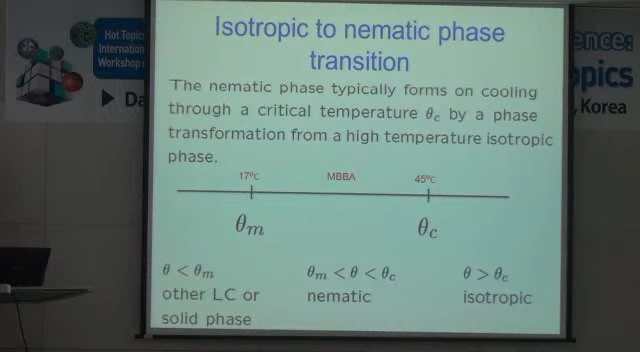 Isotropic to nematic phase
transition
The nematic phase typically forms on cooling
through a critical temperature θc by a phase
transformation from a high temperature isotropic
phase.
17°C MBBA 45°C
θm θc
θ < θm θm < θ < θc θ > θc
other LC or nematic isotropic
solid phase
Hot Topics
Internation
Workshop
Da
ence:
opics
, Korea